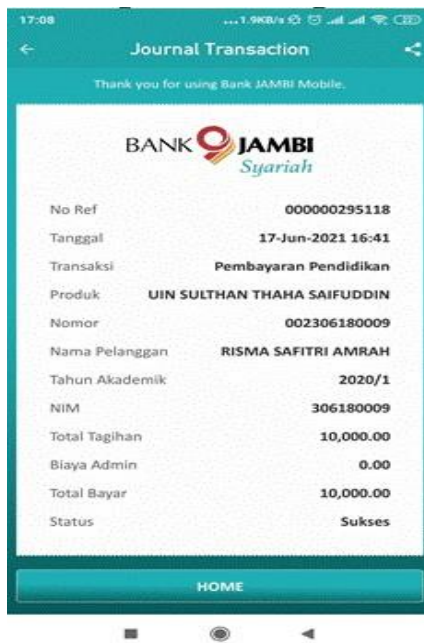 17:08 ...1.9KB/s
Journal Transaction
Thank you for using Bank JAMBI Mobile.
BANK JAMBI
Syariah
No Ref 000000295118
Tanggal 17-Jun-2021 16:41
Transaksi Pembayaran Pendidikan
Produk UIN SULTHAN THAHA SAIFUDDIN
Nomor 002306180009
Nama Pelanggan RISMA SAFITRI AMRAH
Tahun Akademik 2020/1
NIM 306180009
Total Tagihan 10,000.00
Biaya Admin 0.00
Total Bayar 10,000.00
Status Sukses
HOME